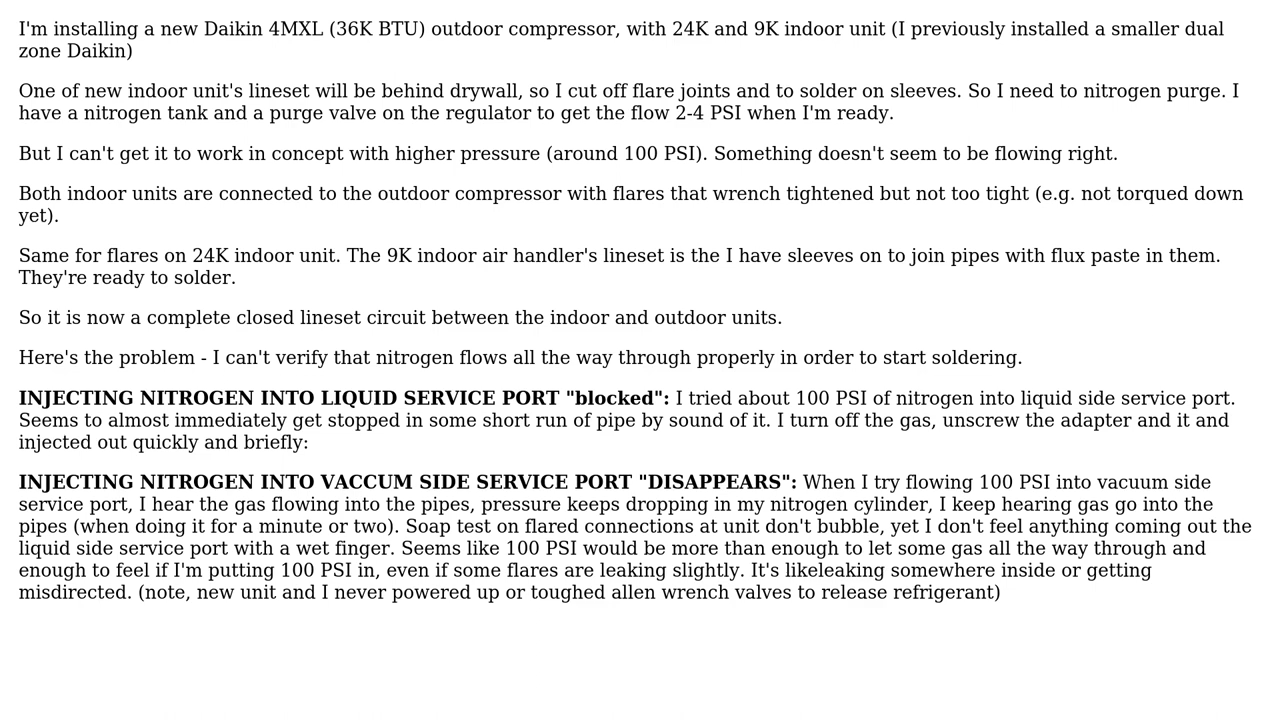 I'm installing a new Daikin 4MXL (36K BTU) outdoor compressor, with 24K and 9K indoor unit (I previously installed a smaller dual
zone Daikin)
One of new indoor unit's lineset will be behind drywall, so I cut off flare joints and to solder on sleeves. So I need to nitrogen purge. I
have a nitrogen tank and a purge valve on the regulator to get the flow 2-4 PSI when I'm ready.
But I can't get it to work in concept with higher pressure (around 100 PSI). Something doesn't seem to be flowing right.
Both indoor units are connected to the outdoor compressor with flares that wrench tightened but not too tight (e.g. not torqued down
yet).
Same for flares on 24K indoor unit. The 9K indoor air handler's lineset is the I have sleeves on to join pipes with flux paste in them.
They're ready to solder.
So it is now a complete closed lineset circuit between the indoor and outdoor units.
Here's the problem - I can't verify that nitrogen flows all the way through properly in order to start soldering.
INJECTING NITROGEN INTO LIQUID SERVICE PORT "blocked": I tried about 100 PSI of nitrogen into liquid side service port.
Seems to almost immediately get stopped in some short run of pipe by sound of it. I turn off the gas, unscrew the adapter and it and
injected out quickly and briefly:
INJECTING NITROGEN INTO VACCUM SIDE SERVICE PORT "DISAPPEARS": When I try flowing 100 PSI into vacuum side
service port, I hear the gas flowing into the pipes, pressure keeps dropping in my nitrogen cylinder, I keep hearing gas go into the
pipes (when doing it for a minute or two). Soap test on flared connections at unit don't bubble, yet I don't feel anything coming out the
liquid side service port with a wet finger. Seems like 100 PSI would be more than enough to let some gas all the way through and
enough to feel if I'm putting 100 PSI in, even if some flares are leaking slightly. It's likeleaking somewhere inside or getting
misdirected. (note, new unit and I never powered up or toughed allen wrench valves to release refrigerant)